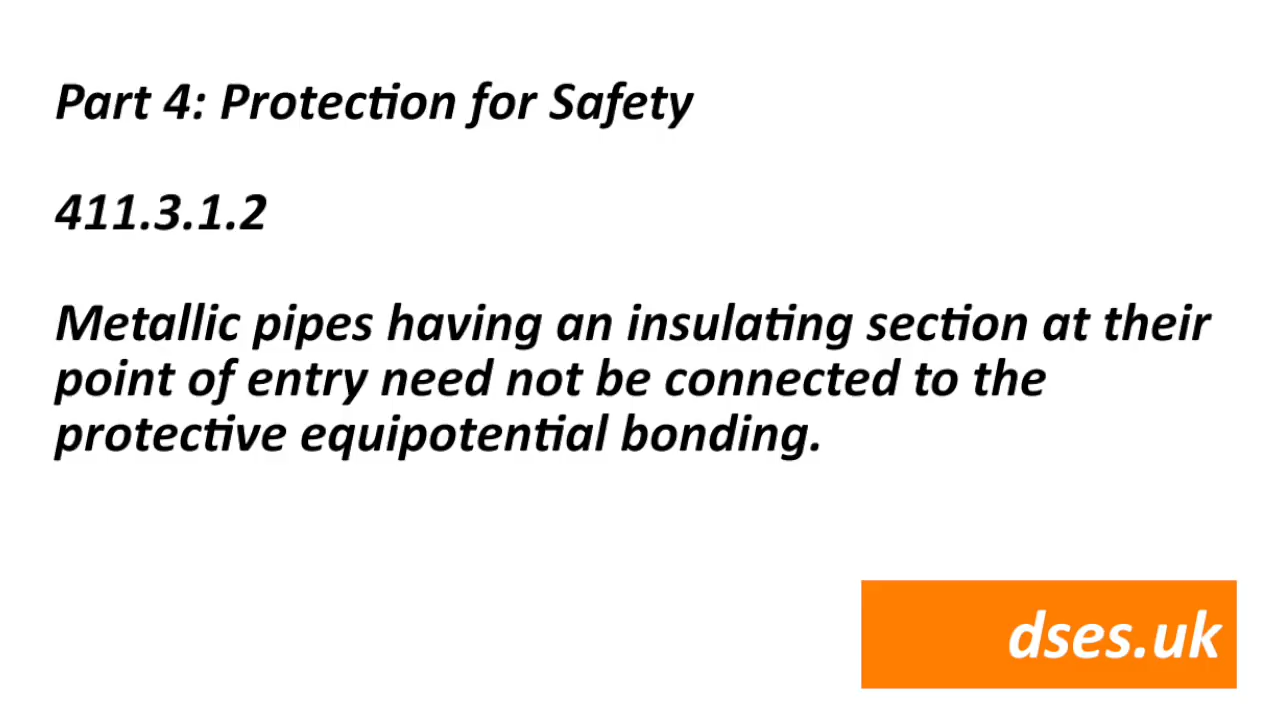 Part 4: Protection for Safety
411.3.1.2
Metallic pipes having an insulating section at their
point of entry need not be connected to the
protective equipotential bonding.
dses.uk